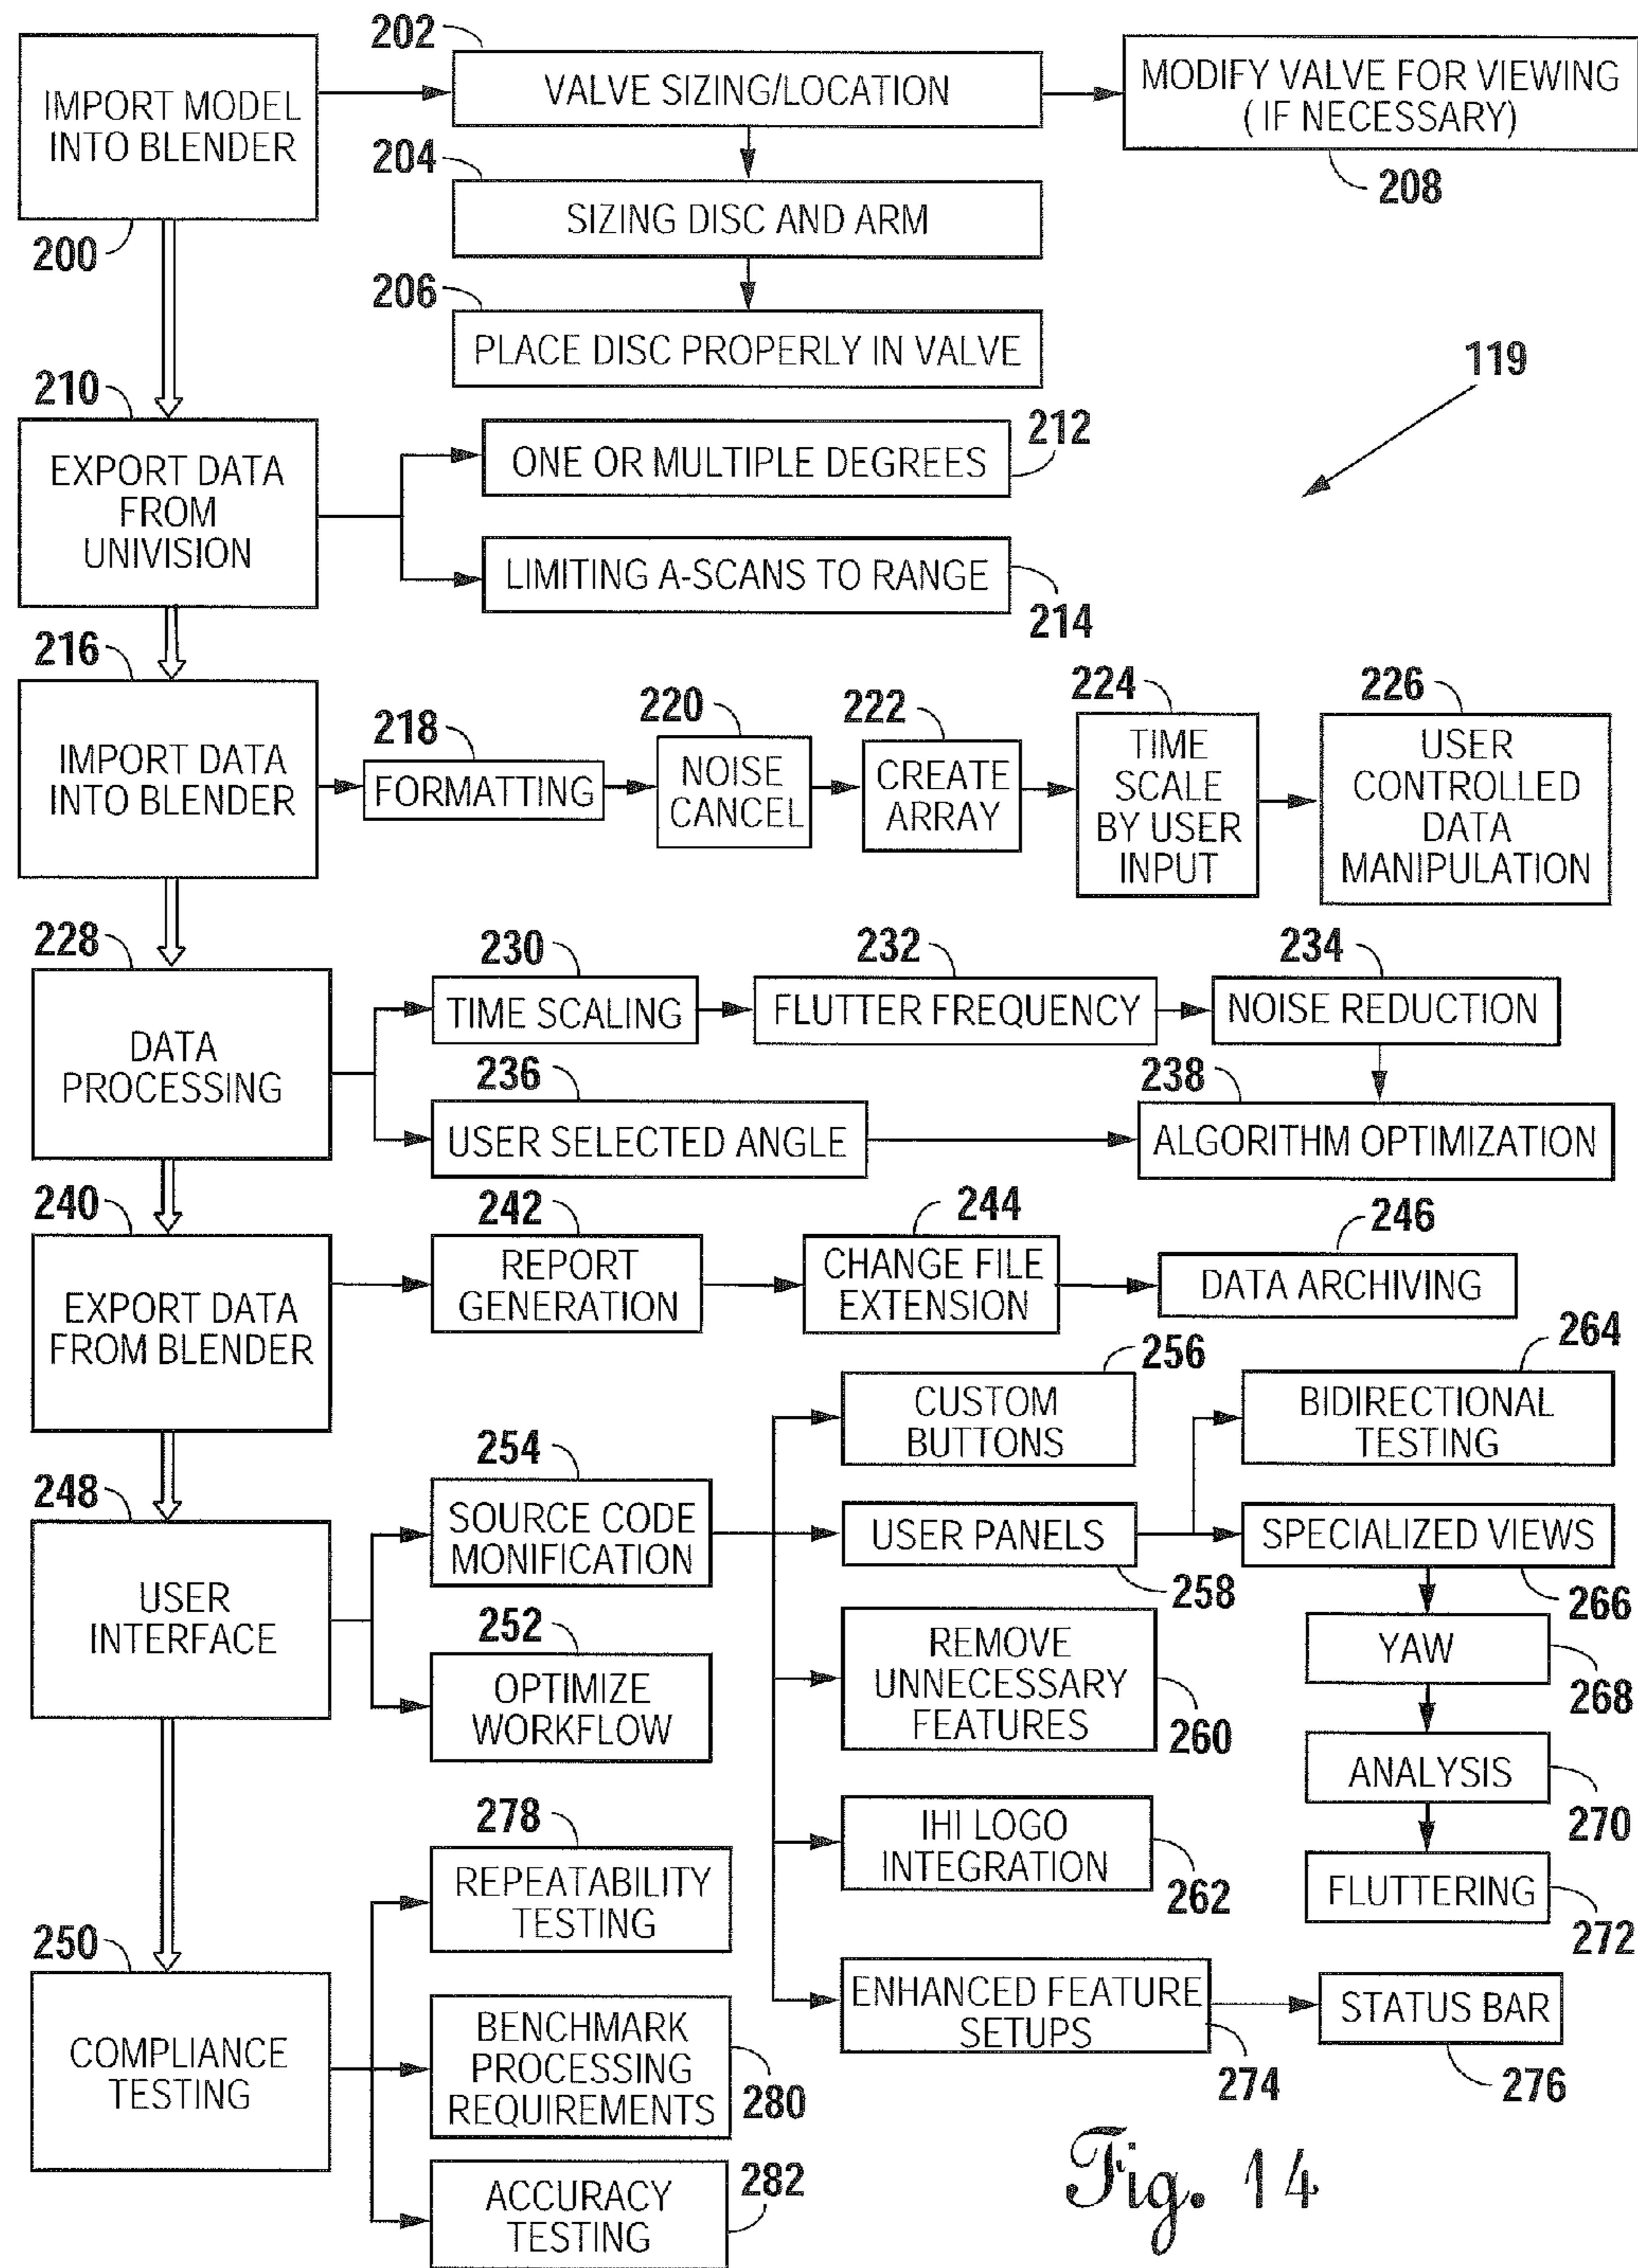 202
IMPORT MODEL
INTO BLENDER
200
VALVE SIZING/LOCATION
MODIFY VALVE FOR VIEWING
( IF NECESSARY)
208
204
SIZING DISC AND ARM
206
PLACE DISC PROPERLY IN VALVE
119
210
EXPORT DATA
FROM
UNIVISION
ONE OR MULTIPLE DEGREES
212
LIMITING A-SCANS TO RANGE
214
216
IMPORT DATA
INTO BLENDER
218
FORMATTING
220
NOISE
CANCEL
222
CREATE
ARRAY
224
TIME
SCALE
BY USER
INPUT
226
USER
CONTROLLED
DATA
MANIPULATION
228
DATA
PROCESSING
230
TIME SCALING
232
FLUTTER FREQUENCY
234
NOISE REDUCTION
236
USER SELECTED ANGLE
238
ALGORITHM OPTIMIZATION
240
EXPORT DATA
FROM BLENDER
242
REPORT
GENERATION
244
CHANGE FILE
EXTENSION
246
DATA ARCHIVING
248
USER
INTERFACE
254
SOURCE CODE
MONIFICATION
252
OPTIMIZE
WORKFLOW
256
CUSTOM
BUTTONS
USER PANELS
258
REMOVE
UNNECESSARY
FEATURES
260
IHI LOGO
INTEGRATION
262
ENHANCED FEATURE
SETUPS
274
264
BIDIRECTIONAL
TESTING
SPECIALIZED VIEWS
266
YAW
268
ANALYSIS
270
FLUTTERING
272
STATUS BAR
276
250
COMPLIANCE
TESTING
278
REPEATABILITY
TESTING
BENCHMARK
PROCESSING
REQUIREMENTS
280
ACCURACY
TESTING
282
Fig. 14